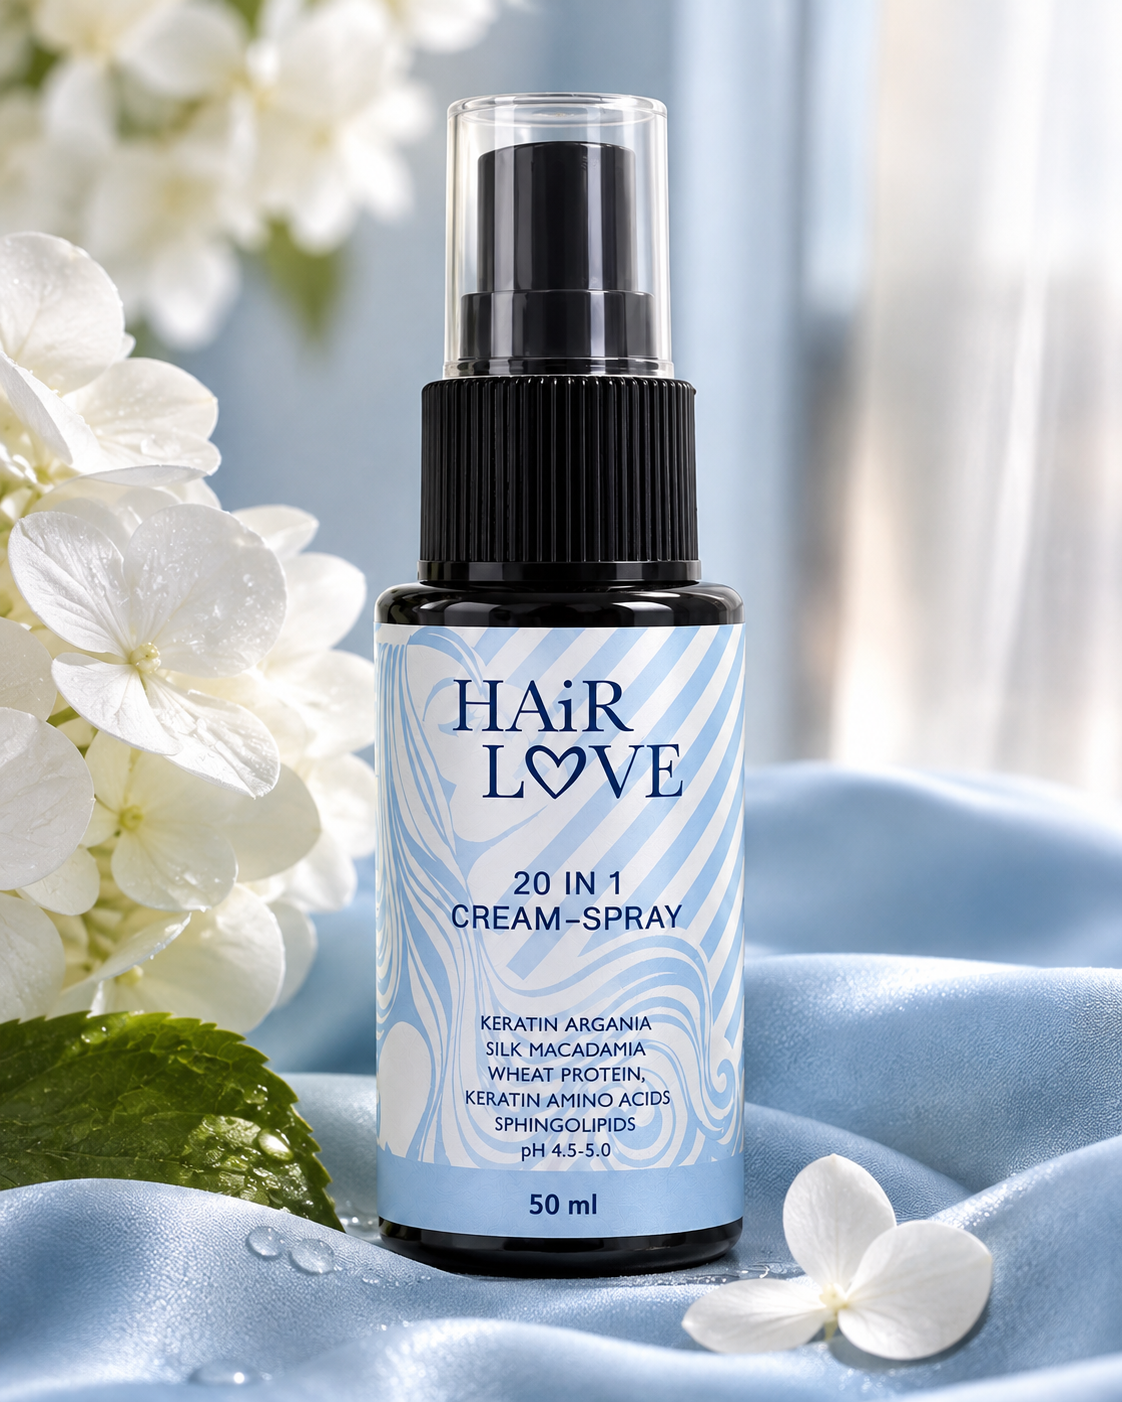 HAiR
LOVE
20 IN 1
CREAM-SPRAY
KERATIN ARGANIA
SILK MACADAMIA
WHEAT PROTEIN,
KERATIN AMINO ACIDS
SPHINGOLIPIDS
pH 4.5-5.0
50 ml